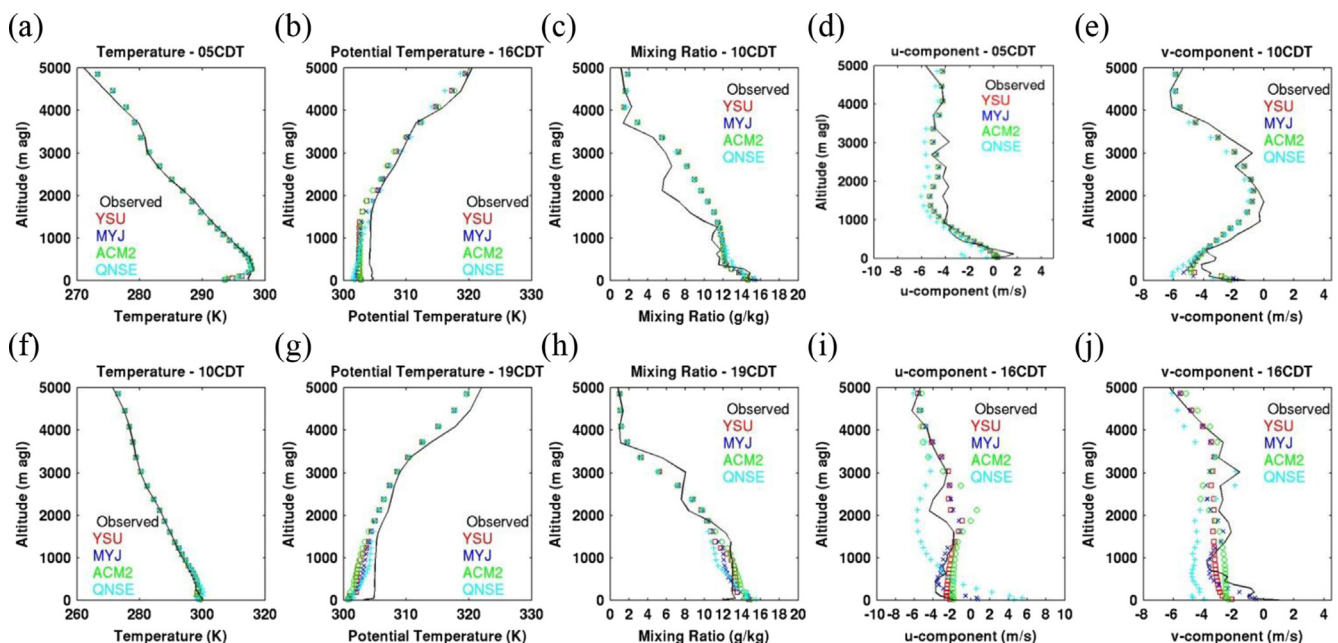 (a) (b) (c) (d) (e)
Temperature - 05CDT
5000
4000
3000
2000
1000
0
Altitude (m agl)
Observed
YSU
MYJ
ACM2
QNSE
270 280 290 300
Temperature (K)
Potential Temperature - 16CDT
5000
4000
3000
2000
1000
0
Altitude (m agl)
Observed
YSU
MYJ
ACM2
QNSE
300 310 320 330
Potential Temperature (K)
Mixing Ratio - 10CDT
5000
4000
3000
2000
1000
0
Altitude (m agl)
Observed
YSU
MYJ
ACM2
QNSE
0 2 4 6 8 10 12 14 16 18 20
Mixing Ratio (g/kg)
u-component - 05CDT
5000
4000
3000
2000
1000
0
Altitude (m agl)
Observed
YSU
MYJ
ACM2
QNSE
-10 -8 -6 -4 -2 0 2 4
u-component (m/s)
v-component - 10CDT
5000
4000
3000
2000
1000
0
Altitude (m agl)
Observed
YSU
MYJ
ACM2
QNSE
-8 -6 -4 -2 0 2 4
v-component (m/s)
(f) (g) (h) (i) (j)
Temperature - 10CDT
5000
4000
3000
2000
1000
0
Altitude (m agl)
Observed
YSU
MYJ
ACM2
QNSE
270 280 290 300
Temperature (K)
Potential Temperature - 19CDT
5000
4000
3000
2000
1000
0
Altitude (m agl)
Observed
YSU
MYJ
ACM2
QNSE
300 310 320 330
Potential Temperature (K)
Mixing Ratio - 19CDT
5000
4000
3000
2000
1000
0
Altitude (m agl)
Observed
YSU
MYJ
ACM2
QNSE
0 2 4 6 8 10 12 14 16 18 20
Mixing Ratio (g/kg)
u-component - 16CDT
5000
4000
3000
2000
1000
0
Altitude (m agl)
Observed
YSU
MYJ
ACM2
QNSE
-10 -8 -6 -4 -2 0 2 4 6 8 10
u-component (m/s)
v-component - 16CDT
5000
4000
3000
2000
1000
0
Altitude (m agl)
Observed
YSU
MYJ
ACM2
QNSE
-8 -6 -4 -2 0 2 4
v-component (m/s)